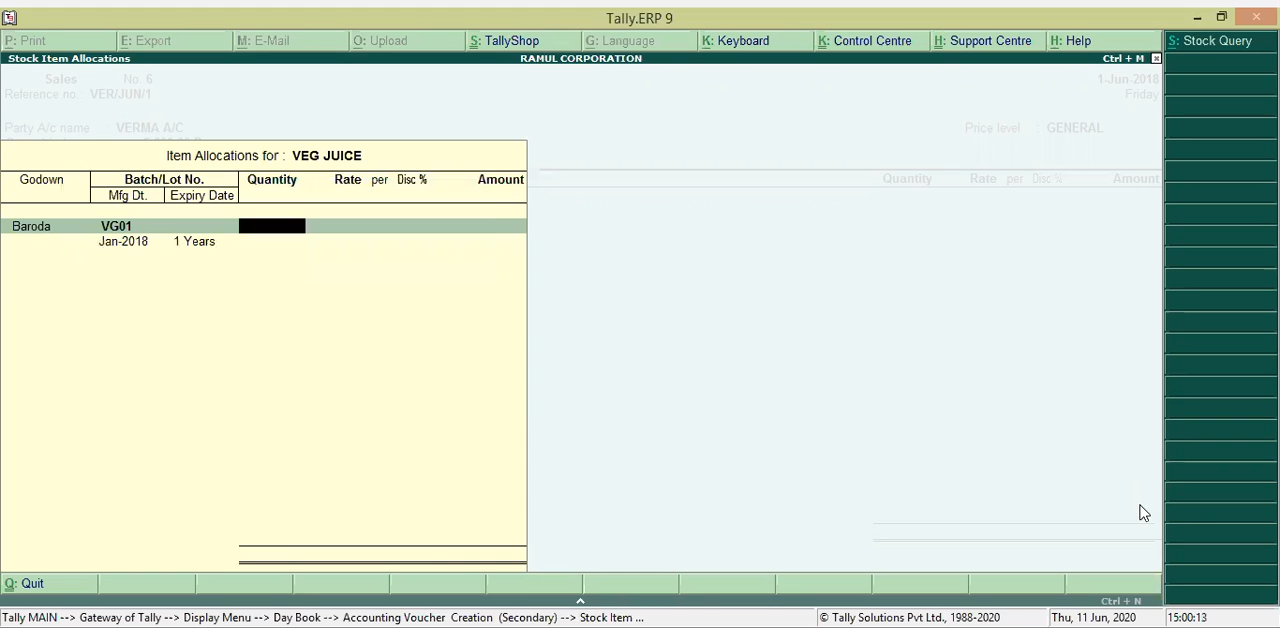 Tally.ERP 9
P: Print E: Export M: E-Mail O: Upload S: TallyShop G: Language K: Keyboard K: Control Centre H: Support Centre H: Help S: Stock Query
Stock Item Allocations RAMUL CORPORATION Ctrl + M
Sales No. 6 1-Jun-2018
Reference no. VER/JUN/1 Friday
Party A/c name : VERMA A/C Price level : GENERAL
Item Allocations for : VEG JUICE
Godown Batch/Lot No. Quantity Rate per Disc % Amount Quantity Rate per Disc % Amount
Mfg Dt. Expiry Date
Baroda VG01
Jan-2018 1 Years
Q: Quit
Ctrl + N
Tally MAIN --> Gateway of Tally --> Display Menu --> Day Book --> Accounting Voucher Creation (Secondary) --> Stock Item ... © Tally Solutions Pvt Ltd., 1988-2020 Thu, 11 Jun, 2020 15:00:13